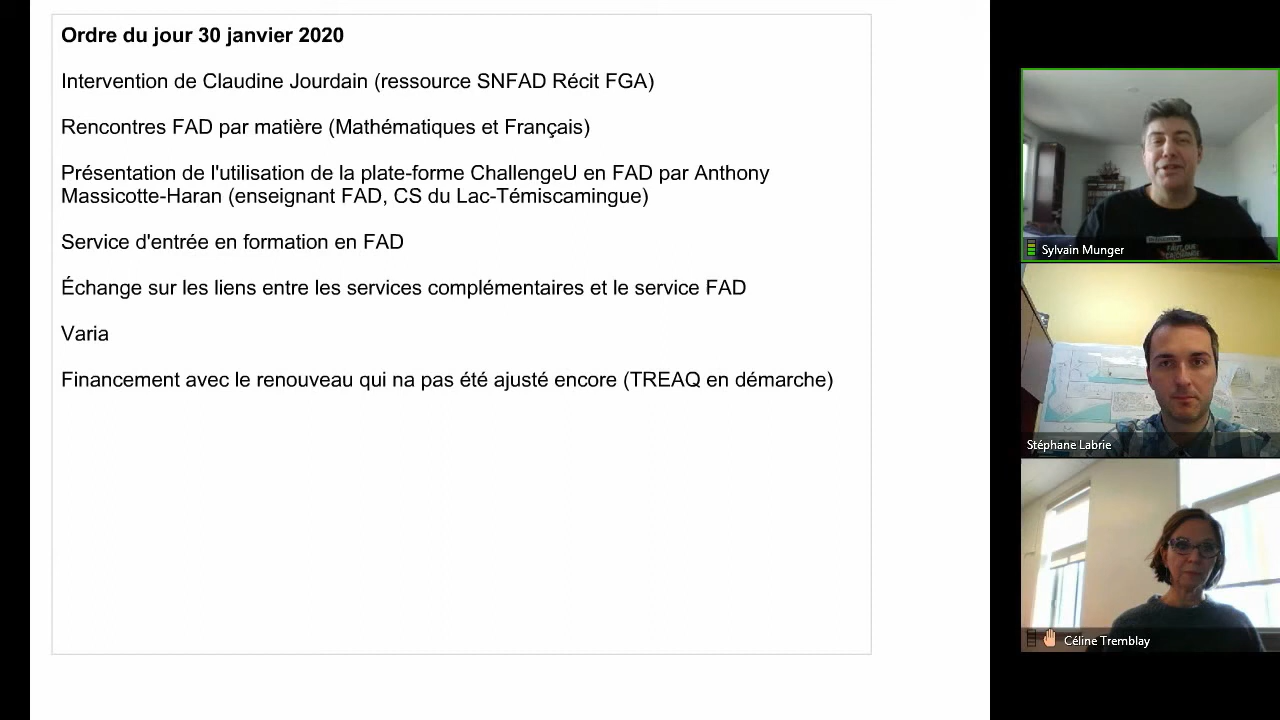 Ordre du jour 30 janvier 2020
Intervention de Claudine Jourdain (ressource SNFAD Récit FGA)
Rencontres FAD par matière (Mathématiques et Français)
Présentation de l'utilisation de la plate-forme ChallengeU en FAD par Anthony
Massicotte-Haran (enseignant FAD, CS du Lac-Témiscamingue)
Service d'entrée en formation en FAD
Échange sur les liens entre les services complémentaires et le service FAD
Varia
Financement avec le renouveau qui na pas été ajusté encore (TREAQ en démarche)
FAUT QUE
Sylvain Munger
Stéphane Labrie
Céline Tremblay